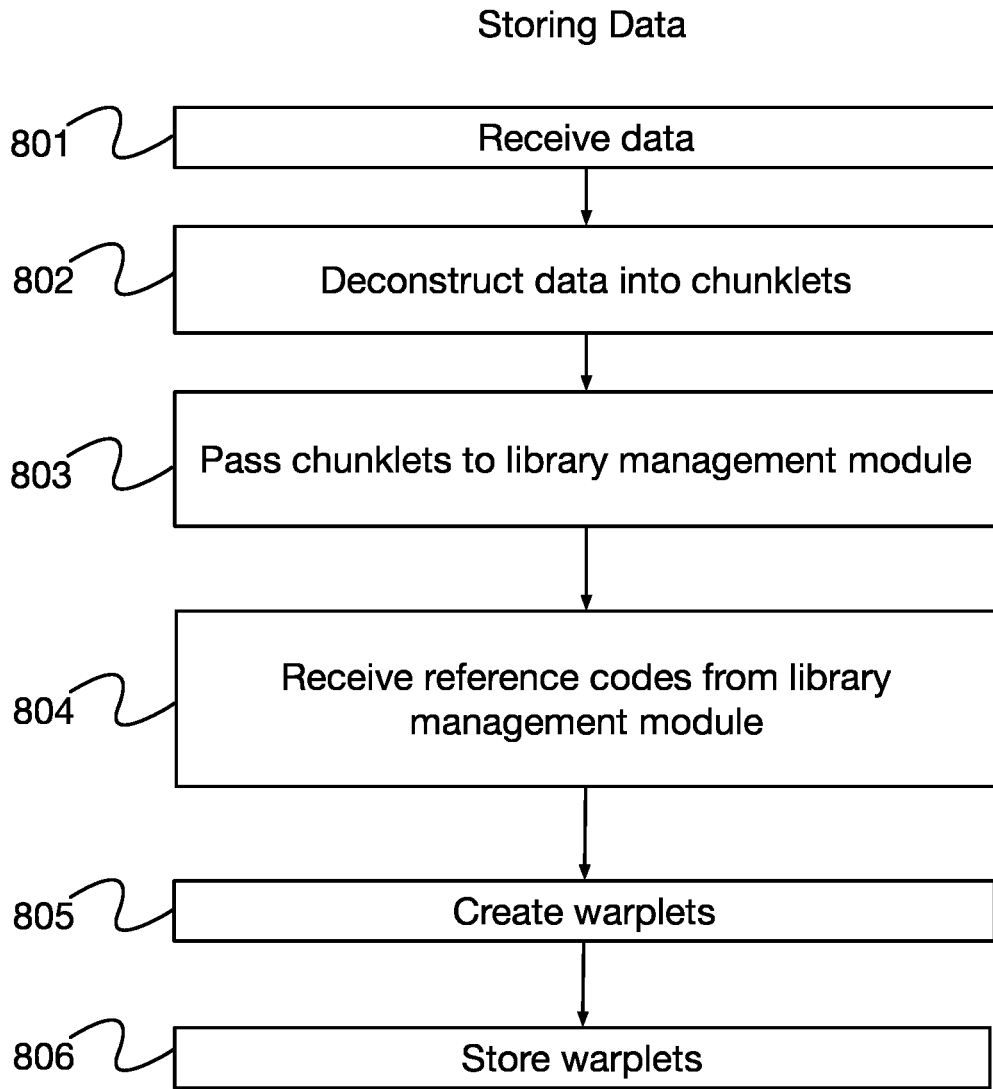 Storing Data
801
Receive data
802
Deconstruct data into chunklets
803
Pass chunklets to library management module
804
Receive reference codes from library
management module
805
Create warplets
806
Store warplets